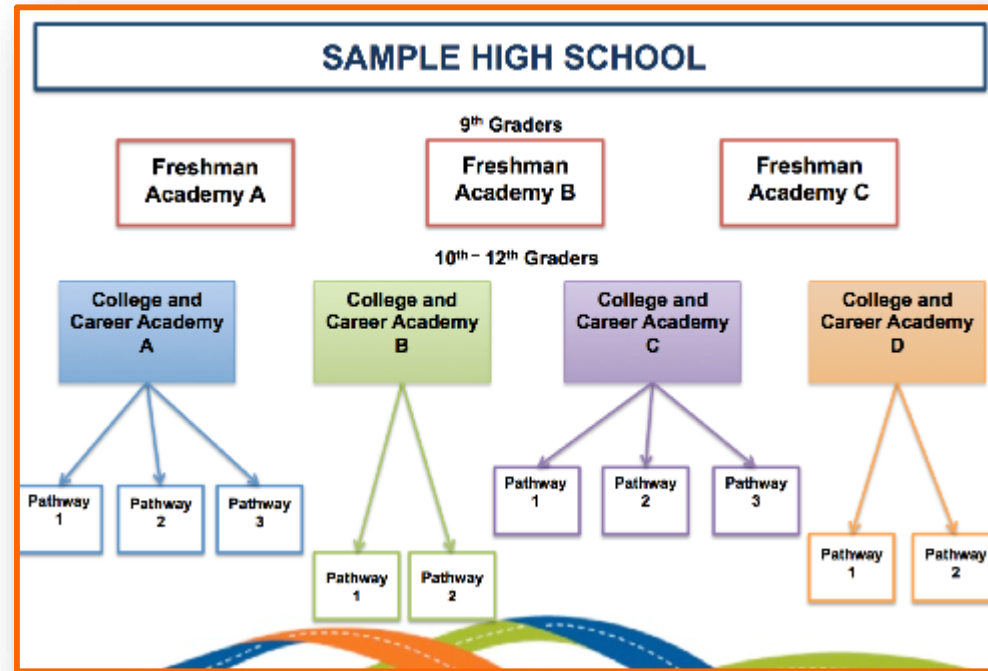 SAMPLE HIGH SCHOOL
9th Graders
Freshman
Academy A
Freshman
Academy B
Freshman
Academy C
10th – 12th Graders
College and
Career Academy
A
College and
Career Academy
B
College and
Career Academy
C
College and
Career Academy
D
Pathway
1
Pathway
2
Pathway
3
Pathway
1
Pathway
2
Pathway
1
Pathway
2
Pathway
3
Pathway
1
Pathway
2